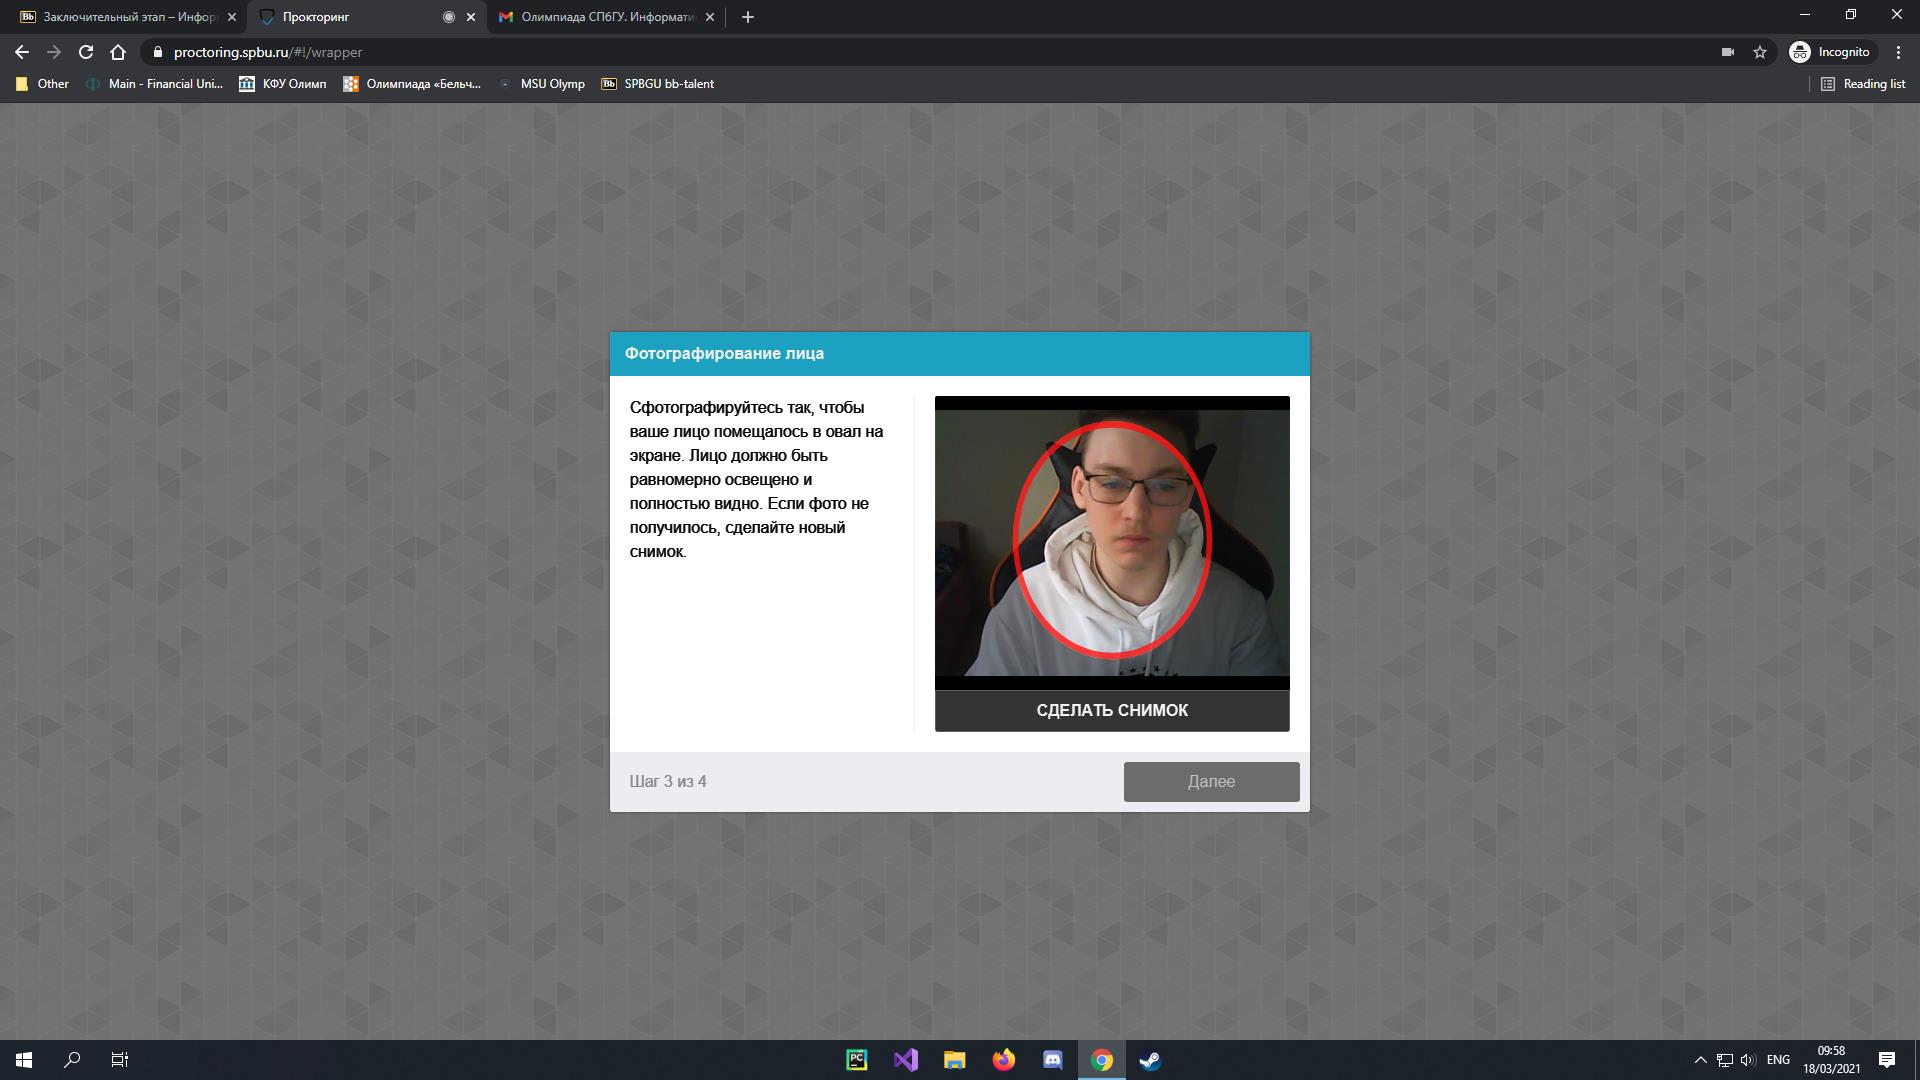 Bb Заключительный этап – Инфор
Прокторинг
Олимпиада СПбГУ. Информати
proctoring.spbu.ru/#!/wrapper
Incognito
Other
Main - Financial Uni...
КФУ Олимп
Олимпиада «Бельч...
MSU Olymp
Bb SPBGU bb-talent
Reading list
Фотографирование лица
Сфотографируйтесь так, чтобы
ваше лицо помещалось в овал на
экране. Лицо должно быть
равномерно освещено и
полностью видно. Если фото не
получилось, сделайте новый
снимок.
СДЕЛАТЬ СНИМОК
Шаг 3 из 4
Далее
PC
ENG
09:58
18/03/2021